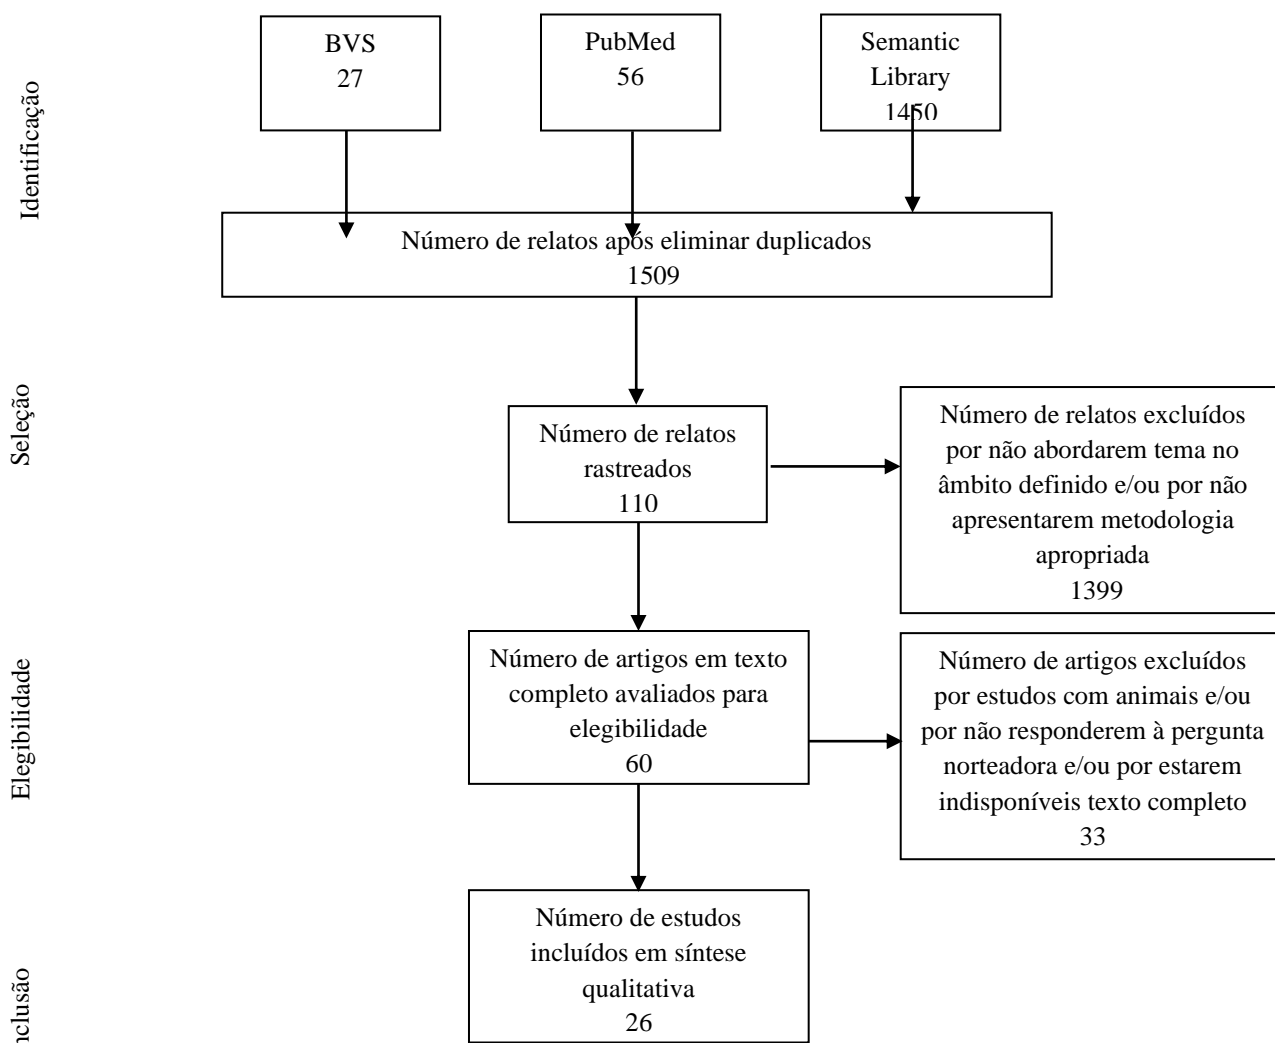 Identificação
BVS
27
PubMed
56
Semantic
Library
1450
Número de relatos após eliminar duplicados
1509
Seleção
Número de relatos
rastreados
110
Número de relatos excluídos
por não abordarem tema no
âmbito definido e/ou por não
apresentarem metodologia
apropriada
1399
Elegibilidade
Número de artigos em texto
completo avaliados para
elegibilidade
60
Número de artigos excluídos
por estudos com animais e/ou
por não responderem à pergunta
norteadora e/ou por estarem
indisponíveis texto completo
33
nclusão
Número de estudos
incluídos em síntese
qualitativa
26